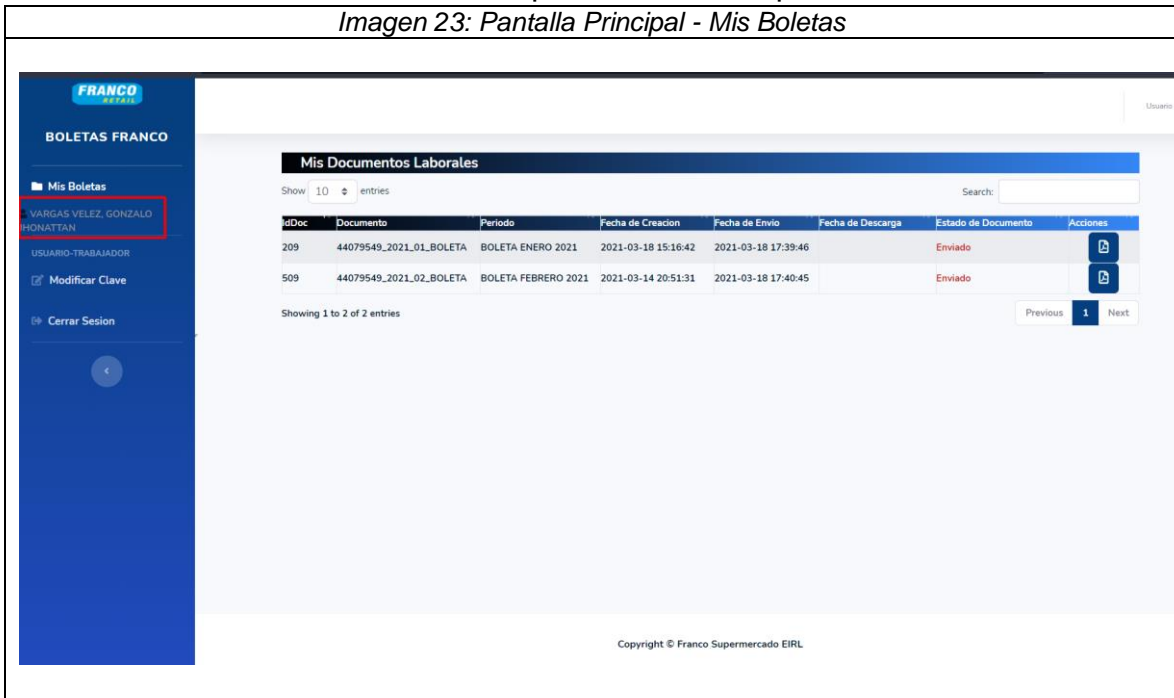 Imagen 23: Pantalla Principal - Mis Boletas
FRANCO
RETAIL
Usuario
BOLETAS FRANCO
Mis Documentos Laborales
Mis Boletas
Show 10 entries Search:
VARGAS VELEZ, GONZALO
JHONATTAN
IdDoc Documento Periodo Fecha de Creacion Fecha de Envio Fecha de Descarga Estado de Documento Acciones
209 44079549_2021_01_BOLETA BOLETA ENERO 2021 2021-03-18 15:16:42 2021-03-18 17:39:46 Enviado
USUARIO-TRABAJADOR
509 44079549_2021_02_BOLETA BOLETA FEBRERO 2021 2021-03-14 20:51:31 2021-03-18 17:40:45 Enviado
Modificar Clave
Showing 1 to 2 of 2 entries Previous 1 Next
Cerrar Sesion
Copyright © Franco Supermercado EIRL